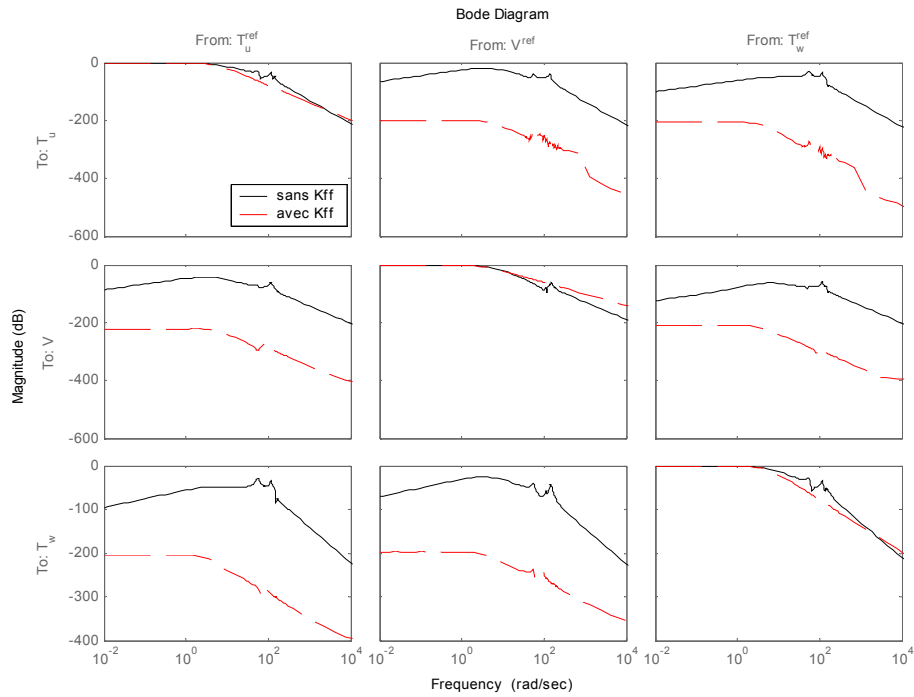 Bode Diagram
From: T_u^ref
From: V^ref
From: T_w^ref
Magnitude (dB)
To: T_u
0
-200
-400
-600
sans Kff
avec Kff
To: V
0
-200
-400
-600
To: T_w
0
-100
-200
-300
-400
10^-2
10^0
10^2
10^4
10^-2
10^0
10^2
10^4
10^-2
10^0
10^2
10^4
Frequency (rad/sec)